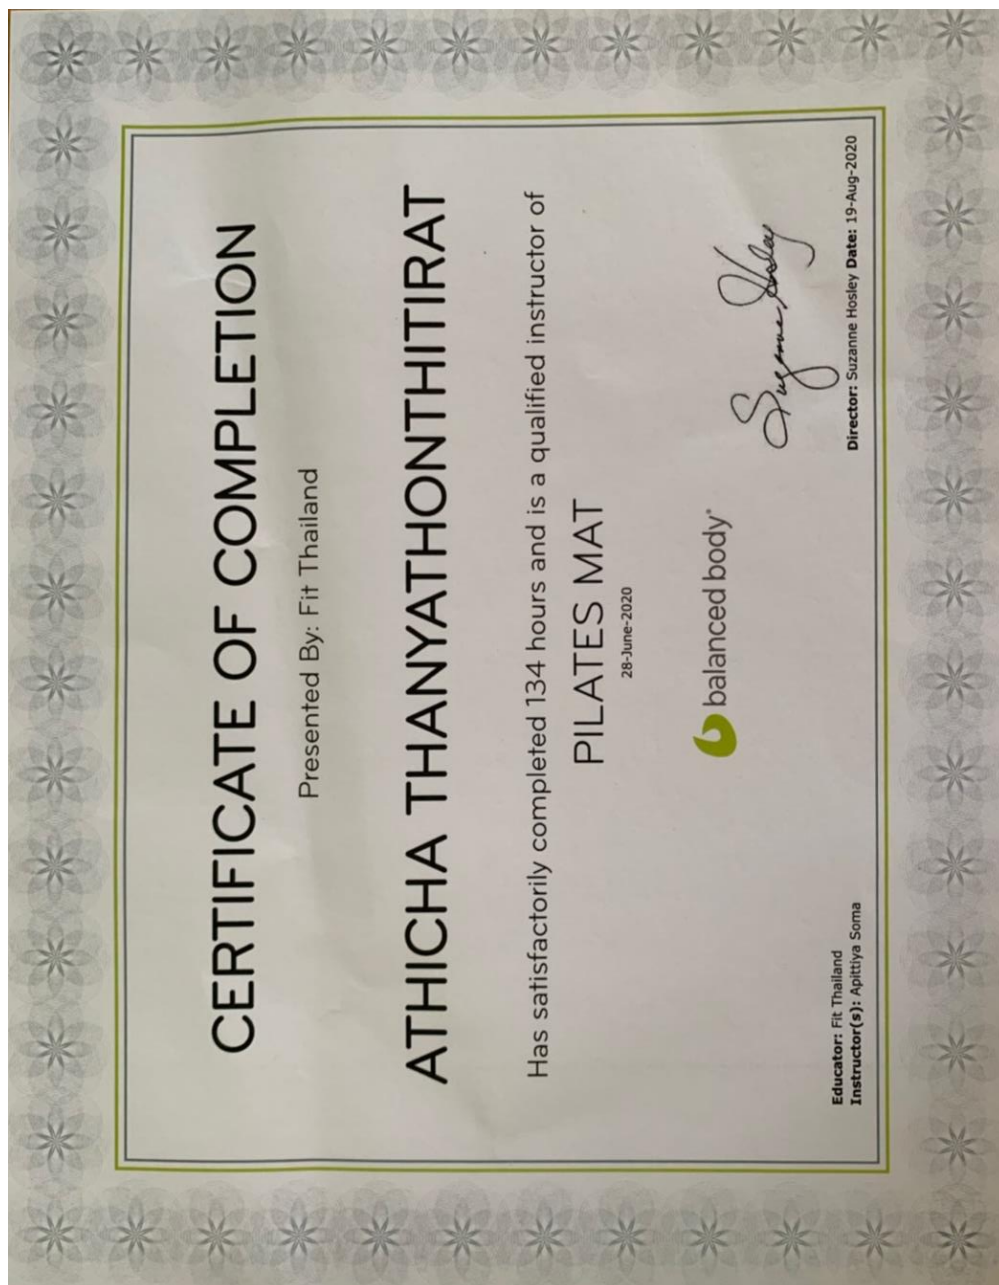 CERTIFICATE OF COMPLETION
Presented By: Fit Thailand
ATHICHA THANYATHONTHITIRAT
Has satisfactorily completed 134 hours and is a qualified instructor of
PILATES MAT
28-June-2020
balanced body®
Suzanne Hosley
Educator: Fit Thailand
Instructor(s): Apittiya Soma
Director: Suzanne Hosley Date: 19-Aug-2020